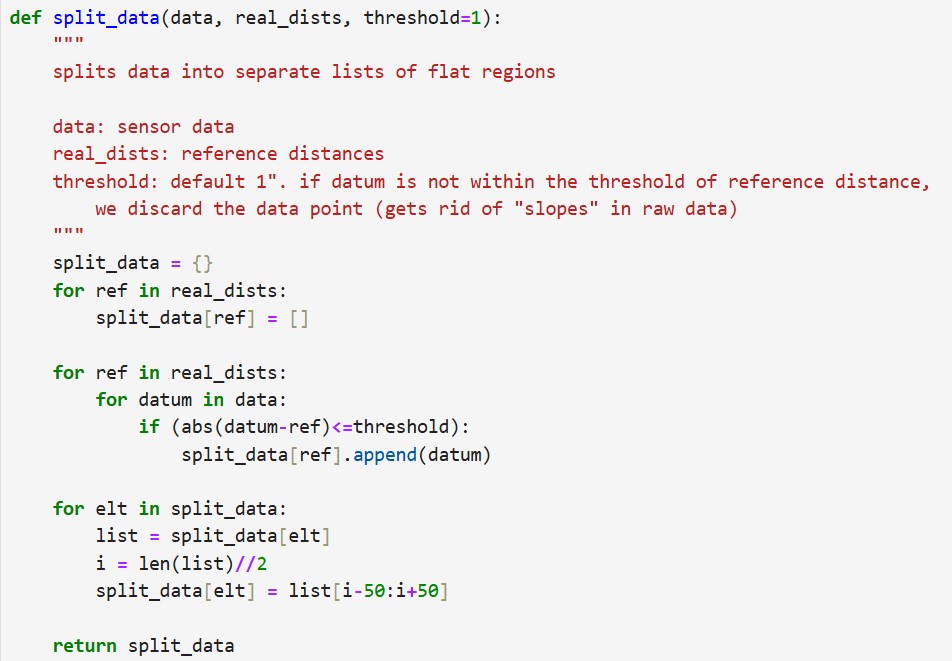 def split_data(data, real_dists, threshold=1):
    """
    splits data into separate lists of flat regions

    data: sensor data
    real_dists: reference distances
    threshold: default 1". if datum is not within the threshold of reference distance,
        we discard the data point (gets rid of "slopes" in raw data)
    """
    split_data = {}
    for ref in real_dists:
        split_data[ref] = []

    for ref in real_dists:
        for datum in data:
            if (abs(datum-ref)<=threshold):
                split_data[ref].append(datum)

    for elt in split_data:
        list = split_data[elt]
        i = len(list)//2
        split_data[elt] = list[i-50:i+50]

    return split_data